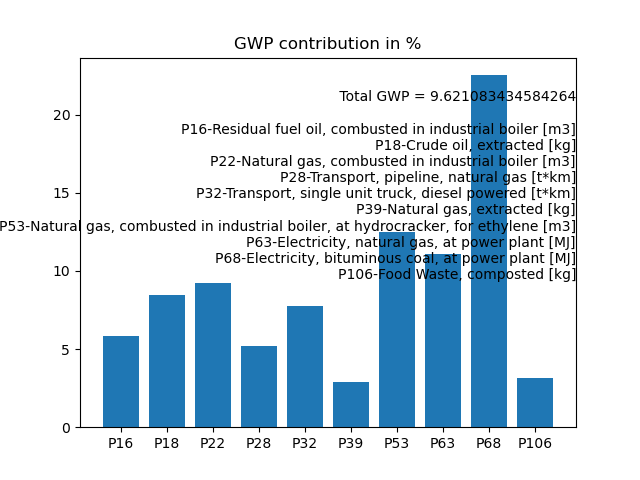 GWP contribution in %
Total GWP = 9.621083434584264
P16-Residual fuel oil, combusted in industrial boiler [m3]
P18-Crude oil, extracted [kg]
P22-Natural gas, combusted in industrial boiler [m3]
P28-Transport, pipeline, natural gas [t*km]
P32-Transport, single unit truck, diesel powered [t*km]
P39-Natural gas, extracted [kg]
P53-Natural gas, combusted in industrial boiler, at hydrocracker, for ethylene [m3]
P63-Electricity, natural gas, at power plant [MJ]
P68-Electricity, bituminous coal, at power plant [MJ]
P106-Food Waste, composted [kg]
20
15
10
5
0
P16 P18 P22 P28 P32 P39 P53 P63 P68 P106